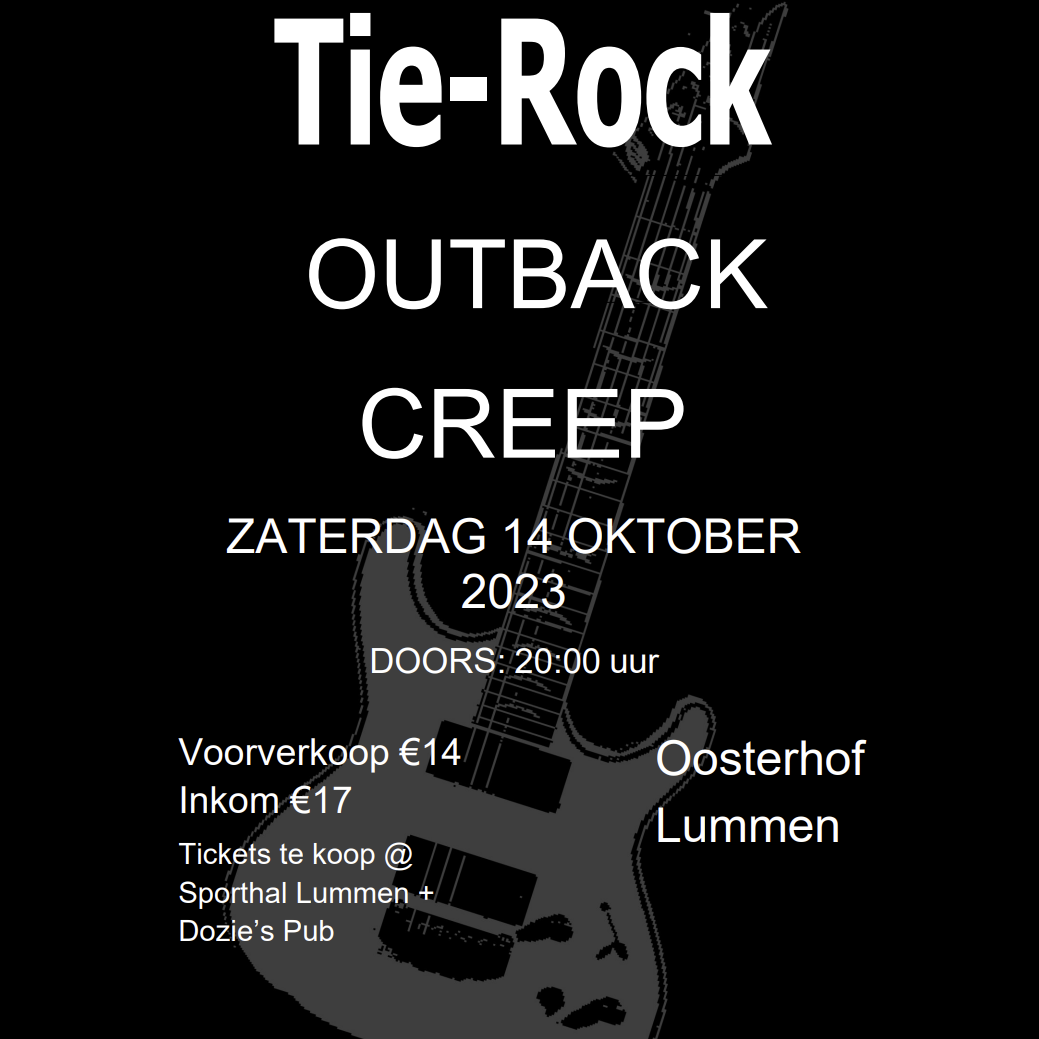 Tie-Rock
OUTBACK
CREEP
ZATERDAG 14 OKTOBER
2023
DOORS: 20:00 uur
Voorverkoop €14
Inkom €17
Tickets te koop @
Sporthal Lummen +
Dozie’s Pub
Oosterhof
Lummen